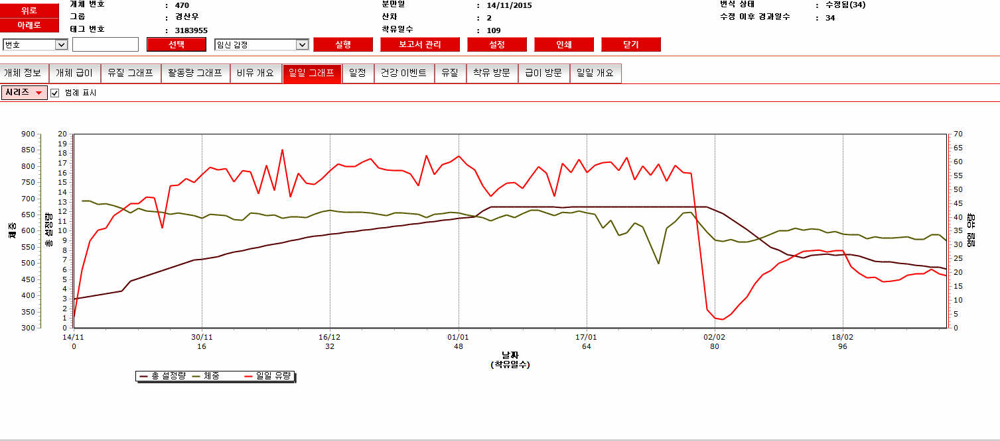 위로
아래로
개체 번호 : 470
그룹 : 경산우
태그 번호 : 3183955
분만일 : 14/11/2015
산차 : 2
착유일수 : 109
번식 상태 : 수정됨(34)
수정 이후 경과일수 : 34
번호 선택 임신 감정 실행 보고서 관리 설정 인쇄 닫기
개체 정보 개체 급이 유질 그래프 활동량 그래프 비유 개요 일일 그래프 일정 건강 이벤트 유질 착유 방문 급이 방문 일일 개요
시리즈 범례 표시
체중
900
850
800
750
700
650
600
550
500
450
400
350
300
총 설정량
20
19
18
17
16
15
14
13
12
11
10
9
8
7
6
5
4
3
2
1
0
70
65
60
55
50
45
40
35
30
25
20
15
10
5
0
일일 유량
14/11 30/11 16/12 01/01 17/01 02/02 18/02
0 16 32 48 64 80 96
날짜
(착유일수)
총 설정량 체중 일일 유량